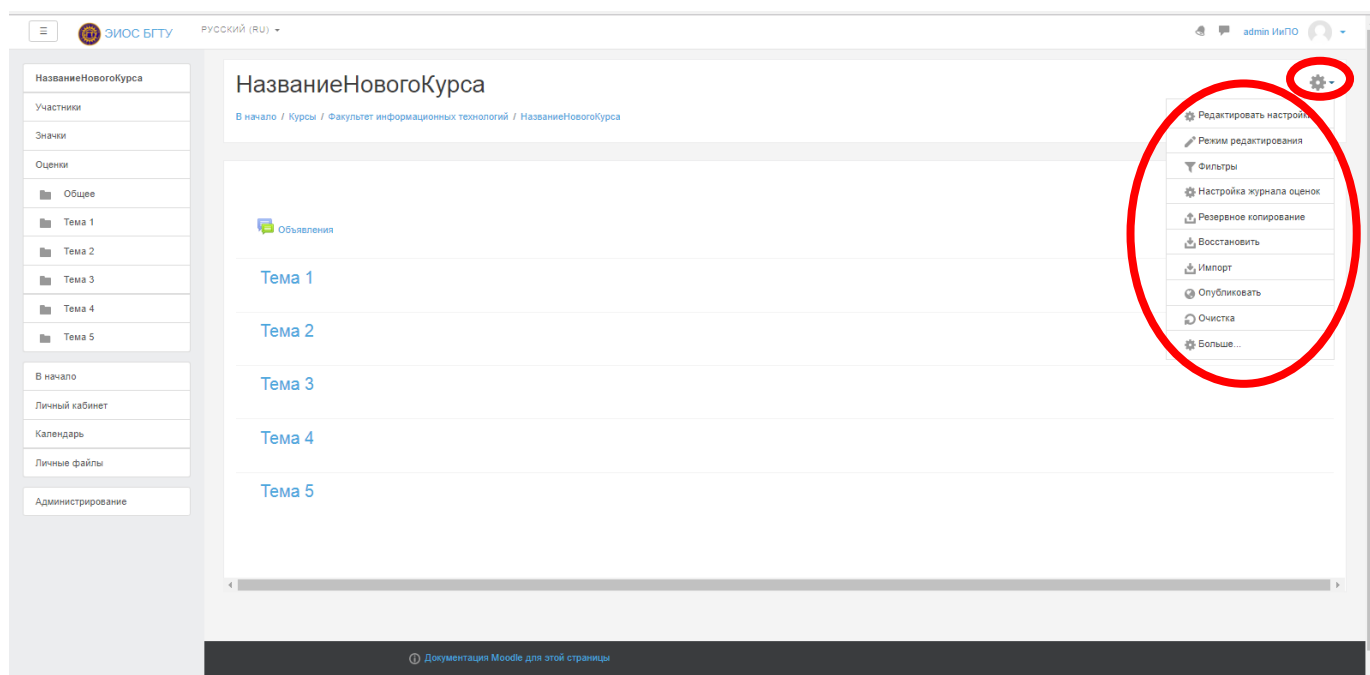 ЭИОС БГТУ РУССКИЙ (RU) admin ИиПО
НазваниеНовогоКурса
Участники
Значки
Оценки
Общее
Тема 1
Тема 2
Тема 3
Тема 4
Тема 5
В начало
Личный кабинет
Календарь
Личные файлы
Администрирование
НазваниеНовогоКурса
В начало / Курсы / Факультет информационных технологий / НазваниеНовогоКурса
Редактировать настройки
Режим редактирования
Фильтры
Настройка журнала оценок
Резервное копирование
Восстановить
Импорт
Опубликовать
Очистка
Больше...
Объявления
Тема 1
Тема 2
Тема 3
Тема 4
Тема 5
Документация Moodle для этой страницы